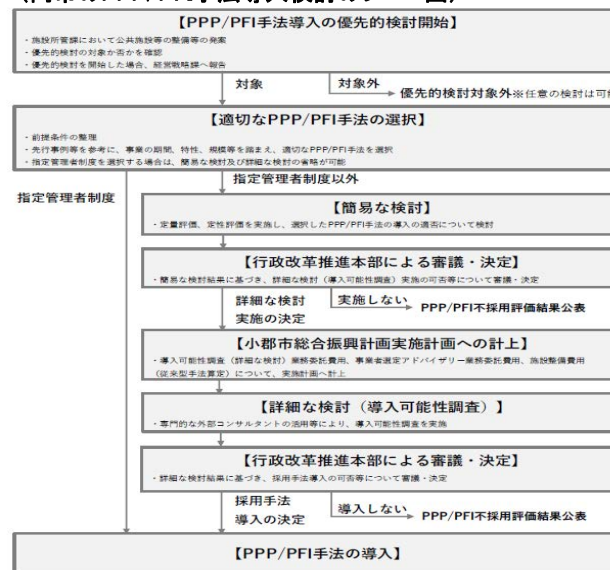 【PPP/PFI手法導入の優先的検討開始】
・施設所管課において公共施設等の整備等の発案
・優先的検討の対象か否かを確認
・優先的検討を開始した場合、経営戦略課へ報告
対象
対象外
優先的検討対象外※任意の検討は可能
【適切なPPP/PFI手法の選択】
・前提条件の整理
・先行事例等を参考に、事業の期間、特性、規模等を踏まえ、適切なPPP/PFI手法を選択
・指定管理者制度を選択する場合は、簡易な検討及び詳細な検討の省略が可能
指定管理者制度
指定管理者制度以外
【簡易な検討】
・定量評価、定性評価を実施し、選択したPPP/PFI手法の導入の適否について検討
【行政改革推進本部による審議・決定】
・簡易な検討結果に基づき、詳細な検討（導入可能性調査）実施の可否等について審議・決定
詳細な検討
実施の決定
実施しない
PPP/PFI不採用評価結果公表
【小郡市総合振興計画実施計画への計上】
・導入可能性調査（詳細な検討）業務委託費用、事業者選定アドバイザリー業務委託費用、施設整備費用
（従来型手法算定）について、実施計画へ計上
【詳細な検討（導入可能性調査）】
・専門的な外部コンサルタントの活用等により、導入可能性調査を実施
【行政改革推進本部による審議・決定】
・詳細な検討結果に基づき、採用手法導入の可否等について審議・決定
採用手法
導入の決定
導入しない
PPP/PFI不採用評価結果公表
【PPP/PFI手法の導入】